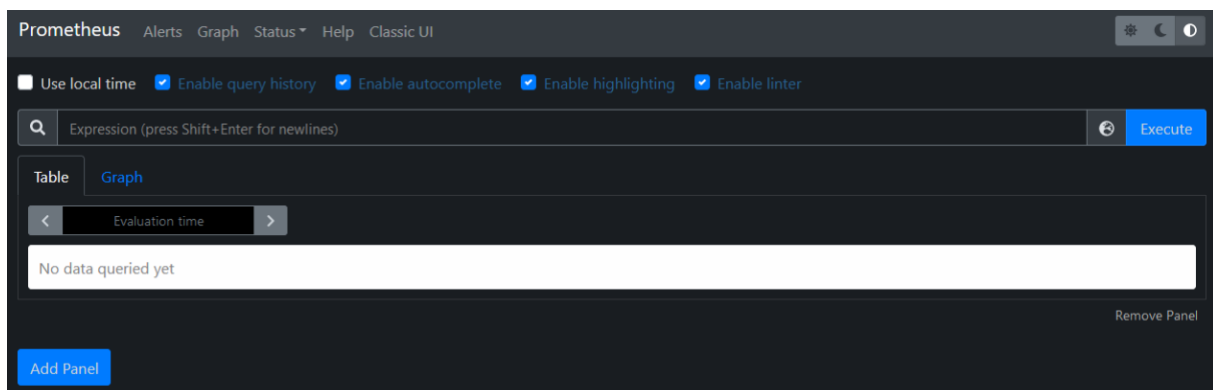 Prometheus Alerts Graph Status Help Classic UI
Use local time Enable query history Enable autocomplete Enable highlighting Enable linter
Expression (press Shift+Enter for newlines) Execute
Table Graph
Evaluation time
No data queried yet
Remove Panel
Add Panel